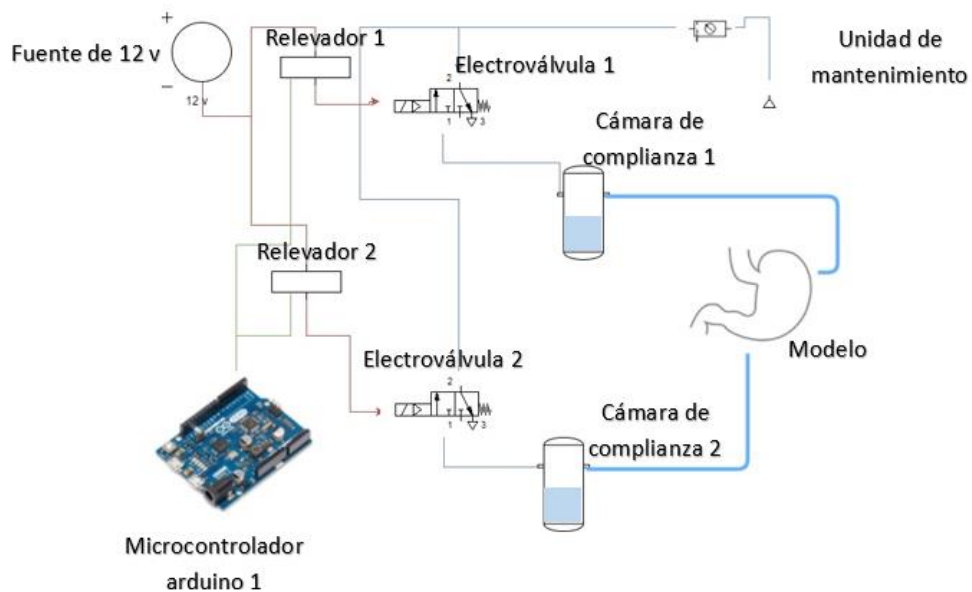 +
Fuente de 12 v
−
12 v
Relevador 1
Electroválvula 1
2
1
3
Unidad de
mantenimiento
Cámara de
complianza 1
Relevador 2
Electroválvula 2
2
1
3
Modelo
Cámara de
complianza 2
Microcontrolador
arduino 1